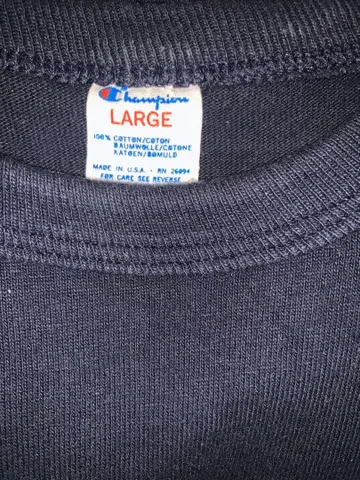 Champion
LARGE
100% COTTON/COTON
BAUMWOLLE/COTONE
KATOEN/BOMULD
MADE IN U.S.A. • RN 26094
FOR CARE SEE REVERSE